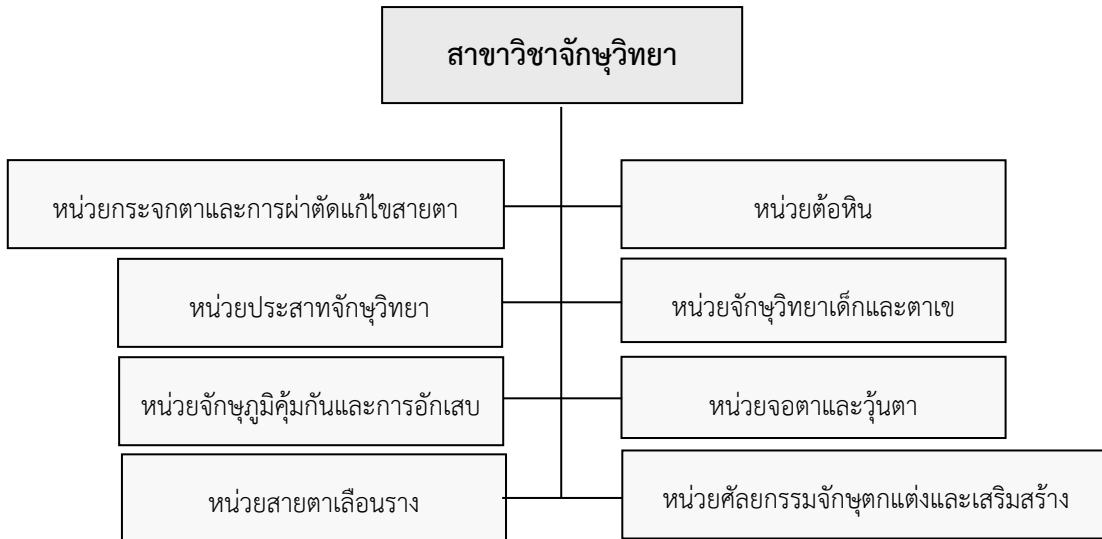 สาขาวิชาจักษุวิทยา
หน่วยกระจกตาและการผ่าตัดแก้ไขสายตา
หน่วยต้อหิน
หน่วยประสาทจักษุวิทยา
หน่วยจักษุวิทยาเด็กและตาเข
หน่วยจักษุภูมิคุ้มกันและการอักเสบ
หน่วยจอตาและวุ้นตา
หน่วยสายตาเลือนราง
หน่วยศัลยกรรมจักษุตกแต่งและเสริมสร้าง